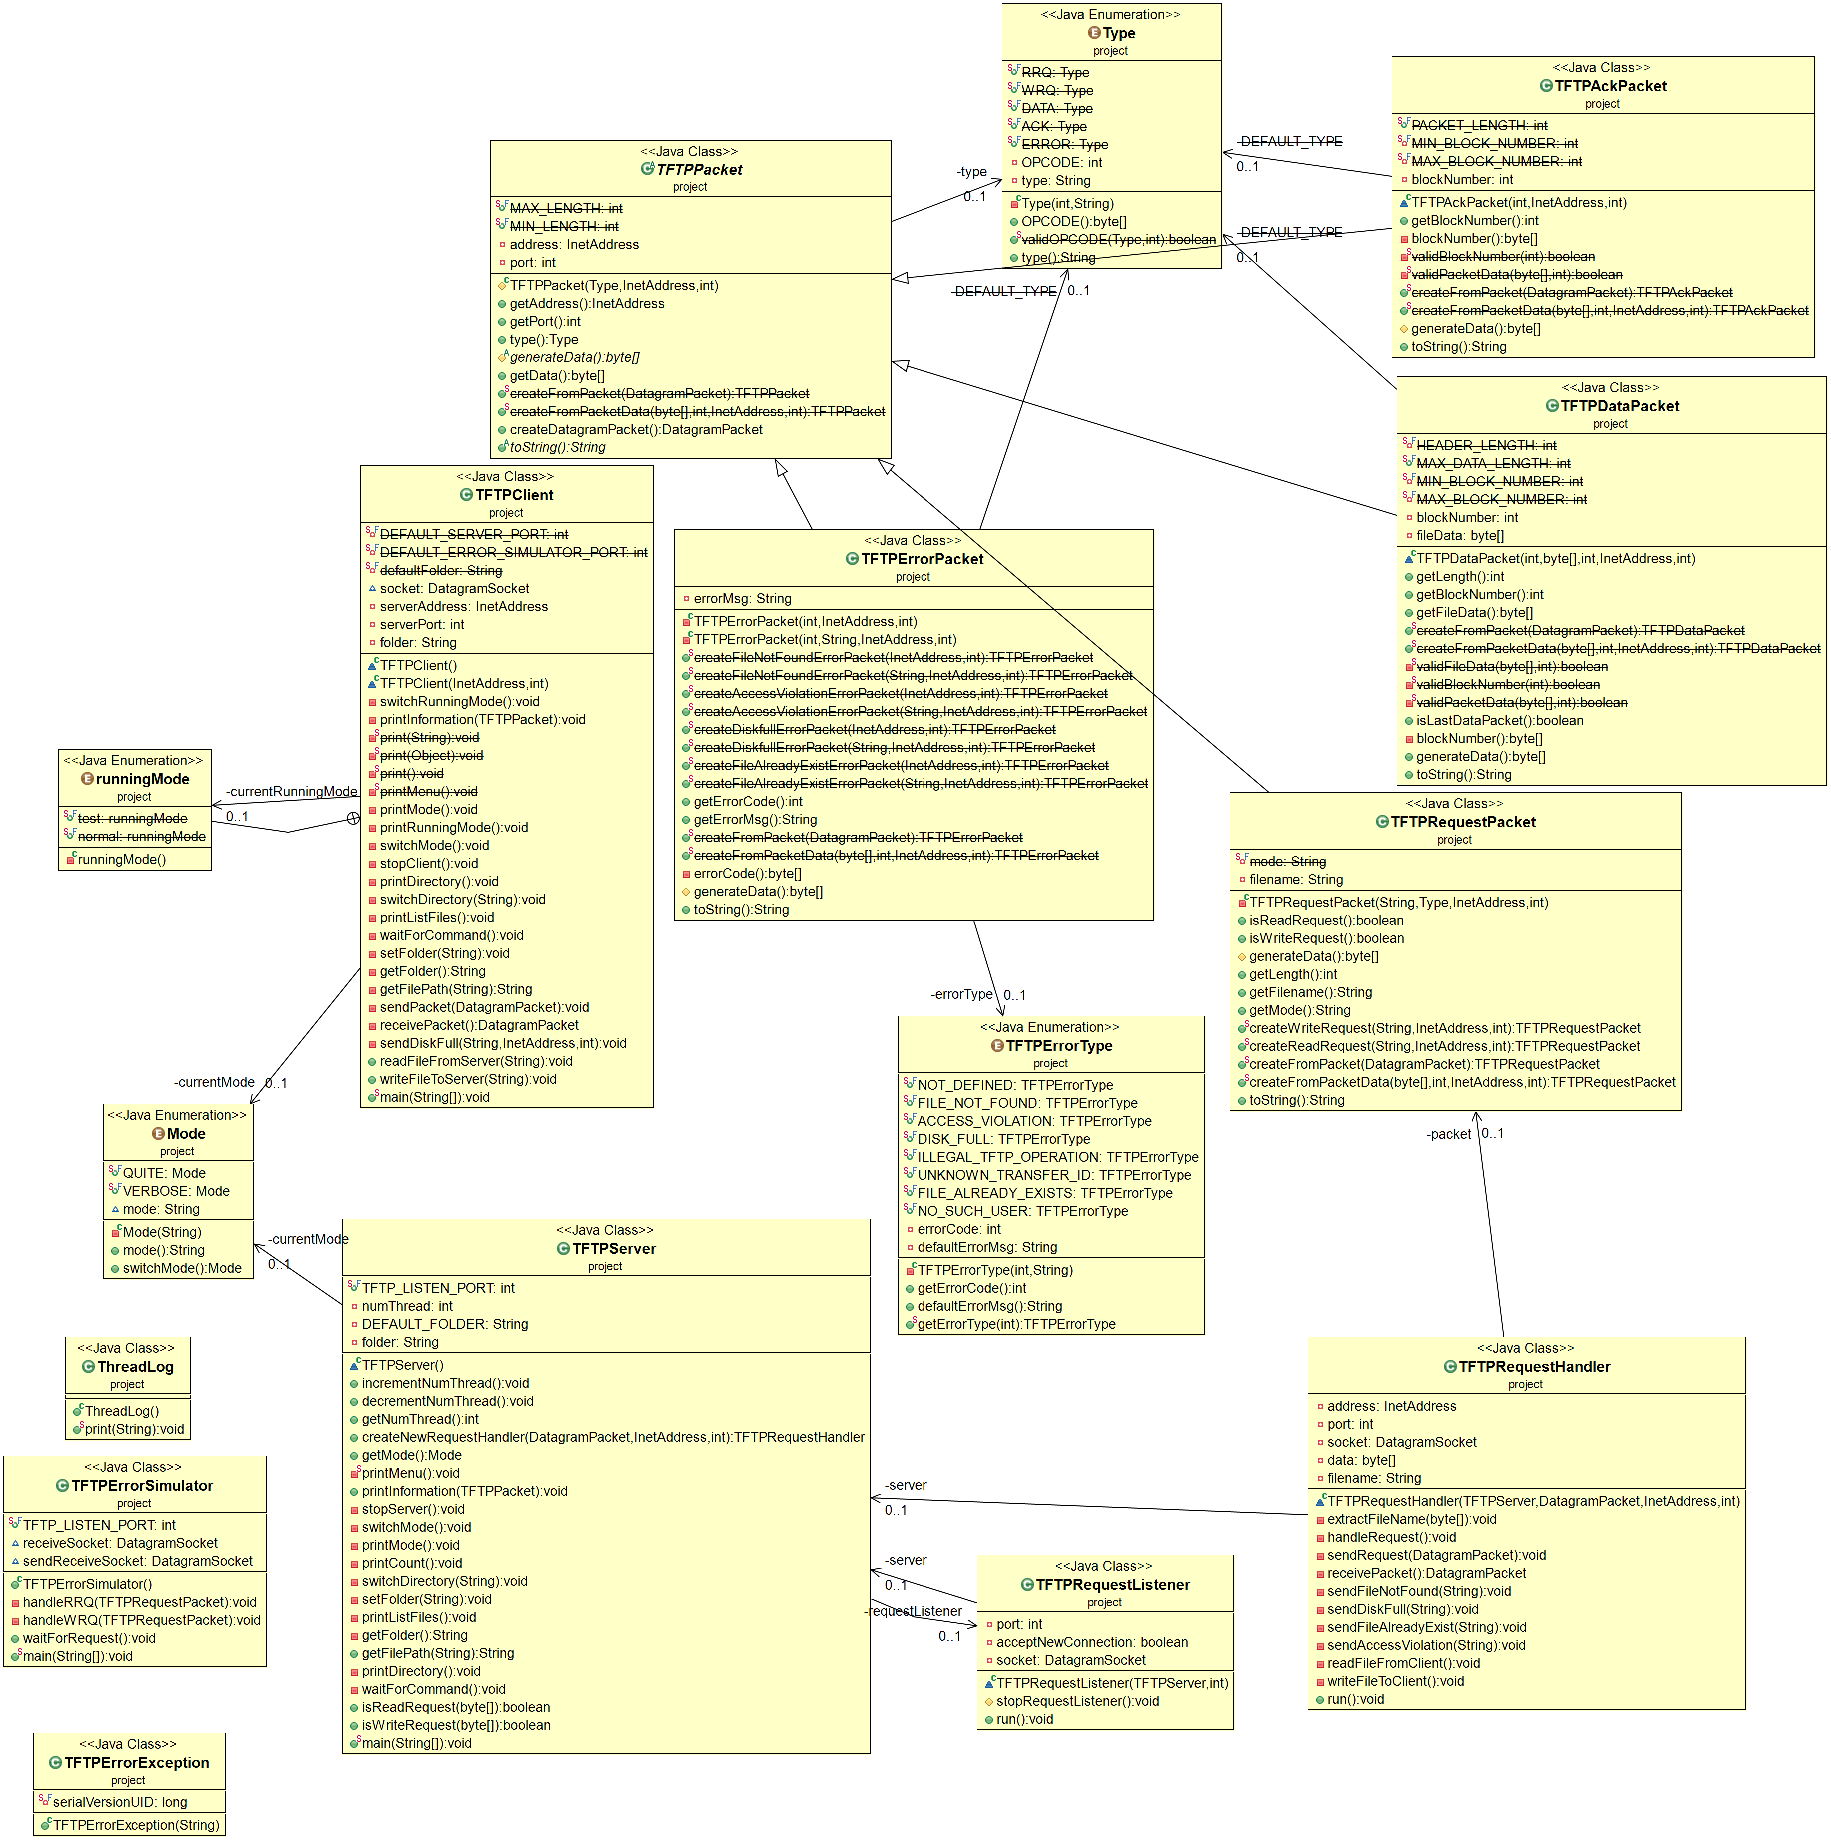 <<Java Enumeration>>
Type
project
RRQ: Type
WRQ: Type
DATA: Type
ACK: Type
ERROR: Type
OPCODE: int
type: String
Type(int,String)
OPCODE():byte[]
validOPCODE(Type,int):boolean
type():String
<<Java Class>>
TFTPAckPacket
project
PACKET_LENGTH: int
MIN_BLOCK_NUMBER: int
MAX_BLOCK_NUMBER: int
blockNumber: int
TFTPAckPacket(int,InetAddress,int)
getBlockNumber():int
blockNumber():byte[]
validBlockNumber(int):boolean
validPacketData(byte[],int):boolean
createFromPacket(DatagramPacket):TFTPAckPacket
createFromPacketData(byte[],int,InetAddress,int):TFTPAckPacket
generateData():byte[]
toString():String
-DEFAULT_TYPE
0..1
-DEFAULT_TYPE
0..1
-DEFAULT_TYPE
0..1
-type
0..1
<<Java Class>>
TFTPPacket
project
MAX_LENGTH: int
MIN_LENGTH: int
address: InetAddress
port: int
TFTPPacket(Type,InetAddress,int)
getAddress():InetAddress
getPort():int
type():Type
generateData():byte[]
getData():byte[]
createFromPacket(DatagramPacket):TFTPPacket
createFromPacketData(byte[],int,InetAddress,int):TFTPPacket
createDatagramPacket():DatagramPacket
toString():String
<<Java Class>>
TFTPDataPacket
project
HEADER_LENGTH: int
MAX_DATA_LENGTH: int
MIN_BLOCK_NUMBER: int
MAX_BLOCK_NUMBER: int
blockNumber: int
fileData: byte[]
TFTPDataPacket(int,byte[],int,InetAddress,int)
getLength():int
getBlockNumber():int
getFileData():byte[]
createFromPacket(DatagramPacket):TFTPDataPacket
createFromPacketData(byte[],int,InetAddress,int):TFTPDataPacket
validFileData(byte[],int):boolean
validBlockNumber(int):boolean
validPacketData(byte[],int):boolean
isLastDataPacket():boolean
blockNumber():byte[]
generateData():byte[]
toString():String
<<Java Class>>
TFTPClient
project
DEFAULT_SERVER_PORT: int
DEFAULT_ERROR_SIMULATOR_PORT: int
defaultFolder: String
socket: DatagramSocket
serverAddress: InetAddress
serverPort: int
folder: String
TFTPClient()
TFTPClient(InetAddress,int)
switchRunningMode():void
printInformation(TFTPPacket):void
print(String):void
print(Object):void
print():void
printMenu():void
printMode():void
printRunningMode():void
switchMode():void
stopClient():void
printDirectory():void
switchDirectory(String):void
printListFiles():void
waitForCommand():void
setFolder(String):void
getFolder():String
getFilePath(String):String
sendPacket(DatagramPacket):void
receivePacket():DatagramPacket
sendDiskFull(String,InetAddress,int):void
readFileFromServer(String):void
writeFileToServer(String):void
main(String[]):void
<<Java Class>>
TFTPErrorPacket
project
errorMsg: String
TFTPErrorPacket(int,InetAddress,int)
TFTPErrorPacket(int,String,InetAddress,int)
createFileNotFoundErrorPacket(InetAddress,int):TFTPErrorPacket
createFileNotFoundErrorPacket(String,InetAddress,int):TFTPErrorPacket
createAccessViolationErrorPacket(InetAddress,int):TFTPErrorPacket
createAccessViolationErrorPacket(String,InetAddress,int):TFTPErrorPacket
createDiskfullErrorPacket(InetAddress,int):TFTPErrorPacket
createDiskfullErrorPacket(String,InetAddress,int):TFTPErrorPacket
createFileAlreadyExistErrorPacket(InetAddress,int):TFTPErrorPacket
createFileAlreadyExistErrorPacket(String,InetAddress,int):TFTPErrorPacket
getErrorCode():int
getErrorMsg():String
createFromPacket(DatagramPacket):TFTPErrorPacket
createFromPacketData(byte[],int,InetAddress,int):TFTPErrorPacket
errorCode():byte[]
generateData():byte[]
toString():String
<<Java Enumeration>>
runningMode
project
test: runningMode
normal: runningMode
runningMode()
-currentRunningMode
0..1
<<Java Class>>
TFTPRequestPacket
project
mode: String
filename: String
TFTPRequestPacket(String,Type,InetAddress,int)
isReadRequest():boolean
isWriteRequest():boolean
generateData():byte[]
getLength():int
getFilename():String
getMode():String
createWriteRequest(String,InetAddress,int):TFTPRequestPacket
createReadRequest(String,InetAddress,int):TFTPRequestPacket
createFromPacket(DatagramPacket):TFTPRequestPacket
createFromPacketData(byte[],int,InetAddress,int):TFTPRequestPacket
toString():String
-errorType
0..1
<<Java Enumeration>>
TFTPErrorType
project
NOT_DEFINED: TFTPErrorType
FILE_NOT_FOUND: TFTPErrorType
ACCESS_VIOLATION: TFTPErrorType
DISK_FULL: TFTPErrorType
ILLEGAL_TFTP_OPERATION: TFTPErrorType
UNKNOWN_TRANSFER_ID: TFTPErrorType
FILE_ALREADY_EXISTS: TFTPErrorType
NO_SUCH_USER: TFTPErrorType
errorCode: int
defaultErrorMsg: String
TFTPErrorType(int,String)
getErrorCode():int
defaultErrorMsg():String
getErrorType(int):TFTPErrorType
-currentMode
0..1
<<Java Enumeration>>
Mode
project
QUITE: Mode
VERBOSE: Mode
mode: String
Mode(String)
mode():String
switchMode():Mode
-currentMode
0..1
-packet
0..1
<<Java Class>>
TFTPServer
project
TFTP_LISTEN_PORT: int
numThread: int
DEFAULT_FOLDER: String
folder: String
TFTPServer()
incrementNumThread():void
decrementNumThread():void
getNumThread():int
createNewRequestHandler(DatagramPacket,InetAddress,int):TFTPRequestHandler
getMode():Mode
printMenu():void
printInformation(TFTPPacket):void
stopServer():void
switchMode():void
printMode():void
printCount():void
switchDirectory(String):void
setFolder(String):void
printListFiles():void
getFolder():String
getFilePath(String):String
printDirectory():void
waitForCommand():void
isReadRequest(byte[]):boolean
isWriteRequest(byte[]):boolean
main(String[]):void
<<Java Class>>
ThreadLog
project
ThreadLog()
print(String):void
<<Java Class>>
TFTPErrorSimulator
project
TFTP_LISTEN_PORT: int
receiveSocket: DatagramSocket
sendReceiveSocket: DatagramSocket
TFTPErrorSimulator()
handleRRQ(TFTPRequestPacket):void
handleWRQ(TFTPRequestPacket):void
waitForRequest():void
main(String[]):void
<<Java Class>>
TFTPRequestHandler
project
address: InetAddress
port: int
socket: DatagramSocket
data: byte[]
filename: String
TFTPRequestHandler(TFTPServer,DatagramPacket,InetAddress,int)
extractFileName(byte[]):void
handleRequest():void
sendRequest(DatagramPacket):void
receivePacket():DatagramPacket
sendFileNotFound(String):void
sendDiskFull(String):void
sendFileAlreadyExist(String):void
sendAccessViolation(String):void
readFileFromClient():void
writeFileToClient():void
run():void
-server
0..1
-server
0..1
-requestListener
0..1
<<Java Class>>
TFTPRequestListener
project
port: int
acceptNewConnection: boolean
socket: DatagramSocket
TFTPRequestListener(TFTPServer,int)
stopRequestListener():void
run():void
<<Java Class>>
TFTPErrorException
project
serialVersionUID: long
TFTPErrorException(String)